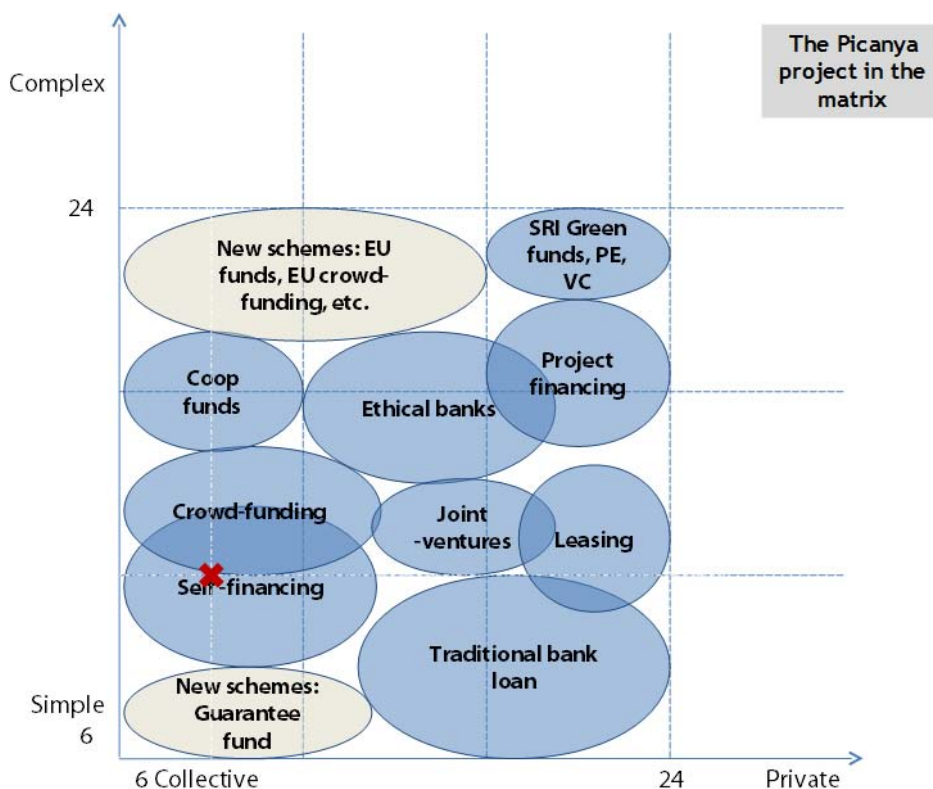 The Picanya
project in the
matrix
Complex
24
New schemes: EU
funds, EU crowd-
funding, etc.
SRI Green
funds, PE,
VC
Coop
funds
Ethical banks
Project
financing
Crowd-funding
Joint
-ventures
Leasing
Self-financing
Traditional bank
loan
New schemes:
Guarantee
fund
Simple
6
6 Collective
24
Private